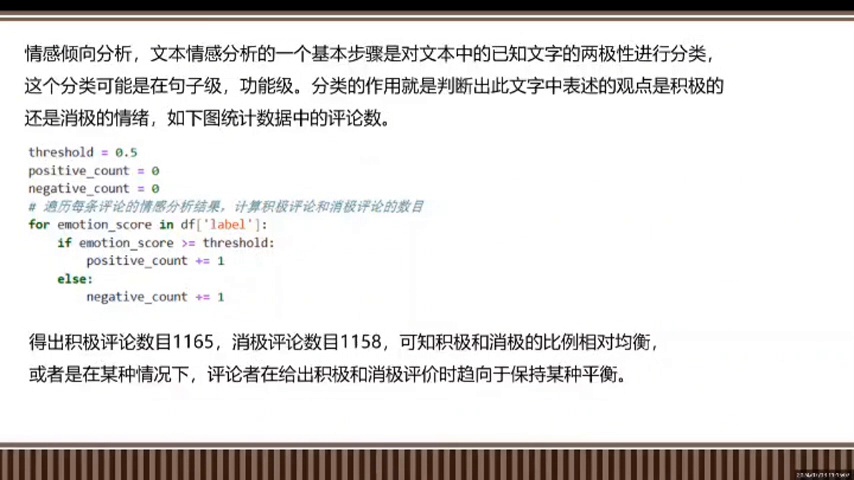 情感倾向分析，文本情感分析的一个基本步骤是对文本中的已知文字的两极性进行分类，
这个分类可能是在句子级，功能级。分类的作用就是判断出此文字中表述的观点是积极的
还是消极的情绪，如下图统计数据中的评论数。
threshold = 0.5
positive_count = 0
negative_count = 0
# 遍历每条评论的情感分析结果，计算积极评论和消极评论的数目
for emotion_score in df['label']:
    if emotion_score >= threshold:
        positive_count += 1
    else:
        negative_count += 1
得出积极评论数目1165，消极评论数目1158，可知积极和消极的比例相对均衡，
或者是在某种情况下，评论者在给出积极和消极评价时趋向于保持某种平衡。